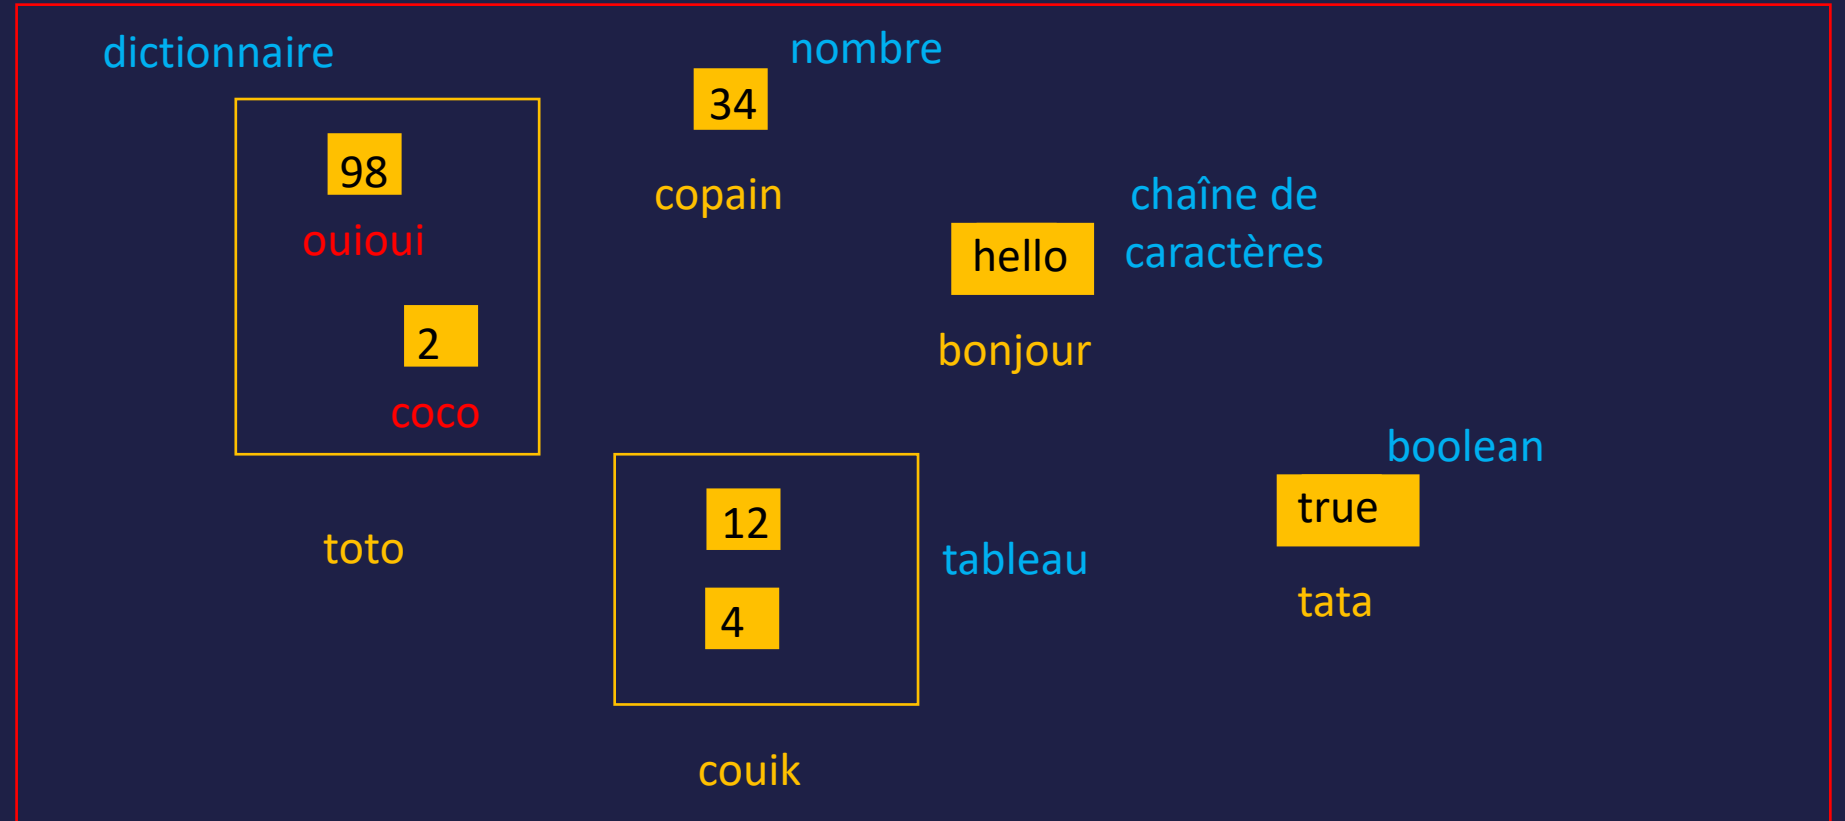 dictionnaire
98
ouioui
2
coco
toto
nombre
34
copain
chaîne de
caractères
hello
bonjour
12
4
tableau
couik
boolean
true
tata